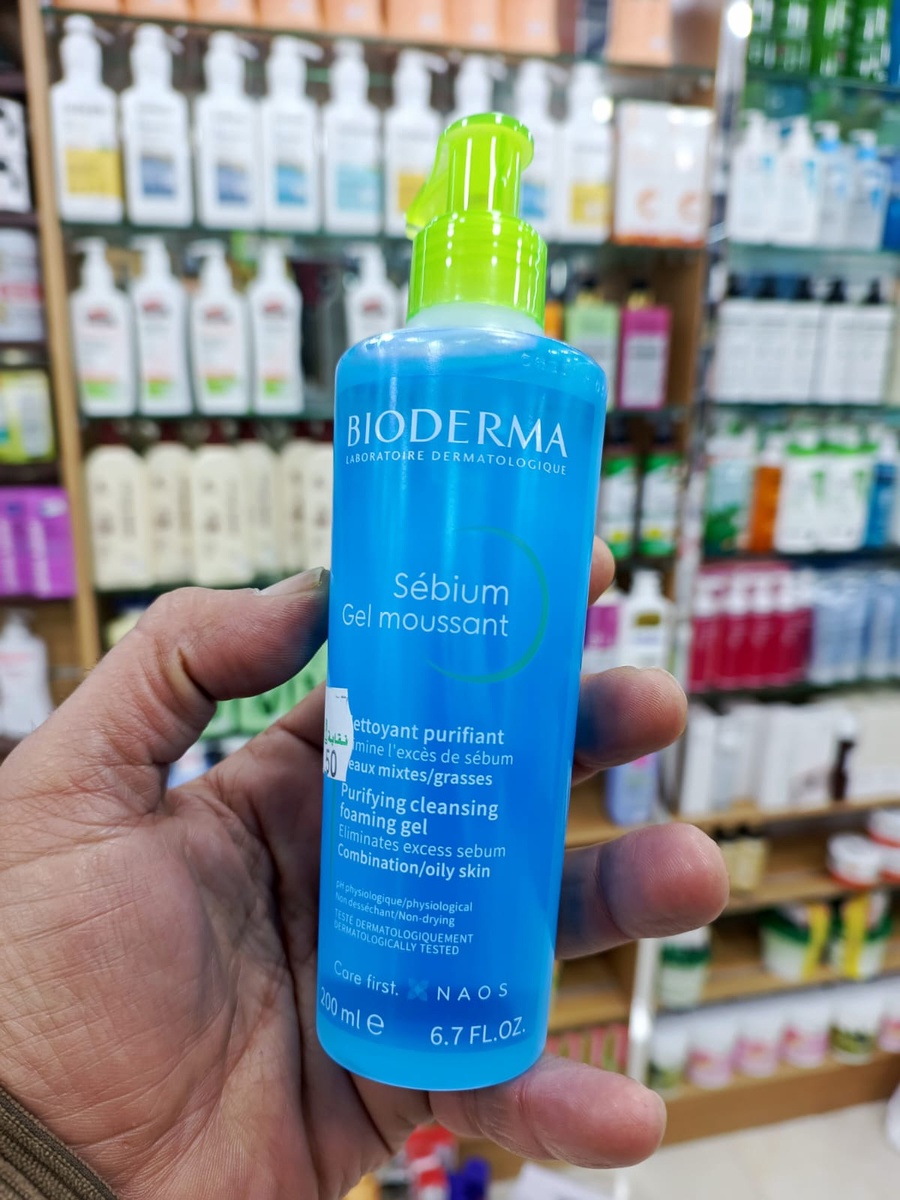 BIODERMA
LABORATOIRE DERMATOLOGIQUE
Sébium
Gel moussant
ettoyant purifiant
mine l'excès de sébum
eaux mixtes/grasses
Purifying cleansing
foaming gel
Eliminates excess sebum
Combination/oily skin
pH physiologique/physiological
Non desséchant/Non-drying
TESTÉ DERMATOLOGIQUEMENT
DERMATOLOGICALLY TESTED
Care first. NAOS
200 ml e 6.7 FL.OZ.
50